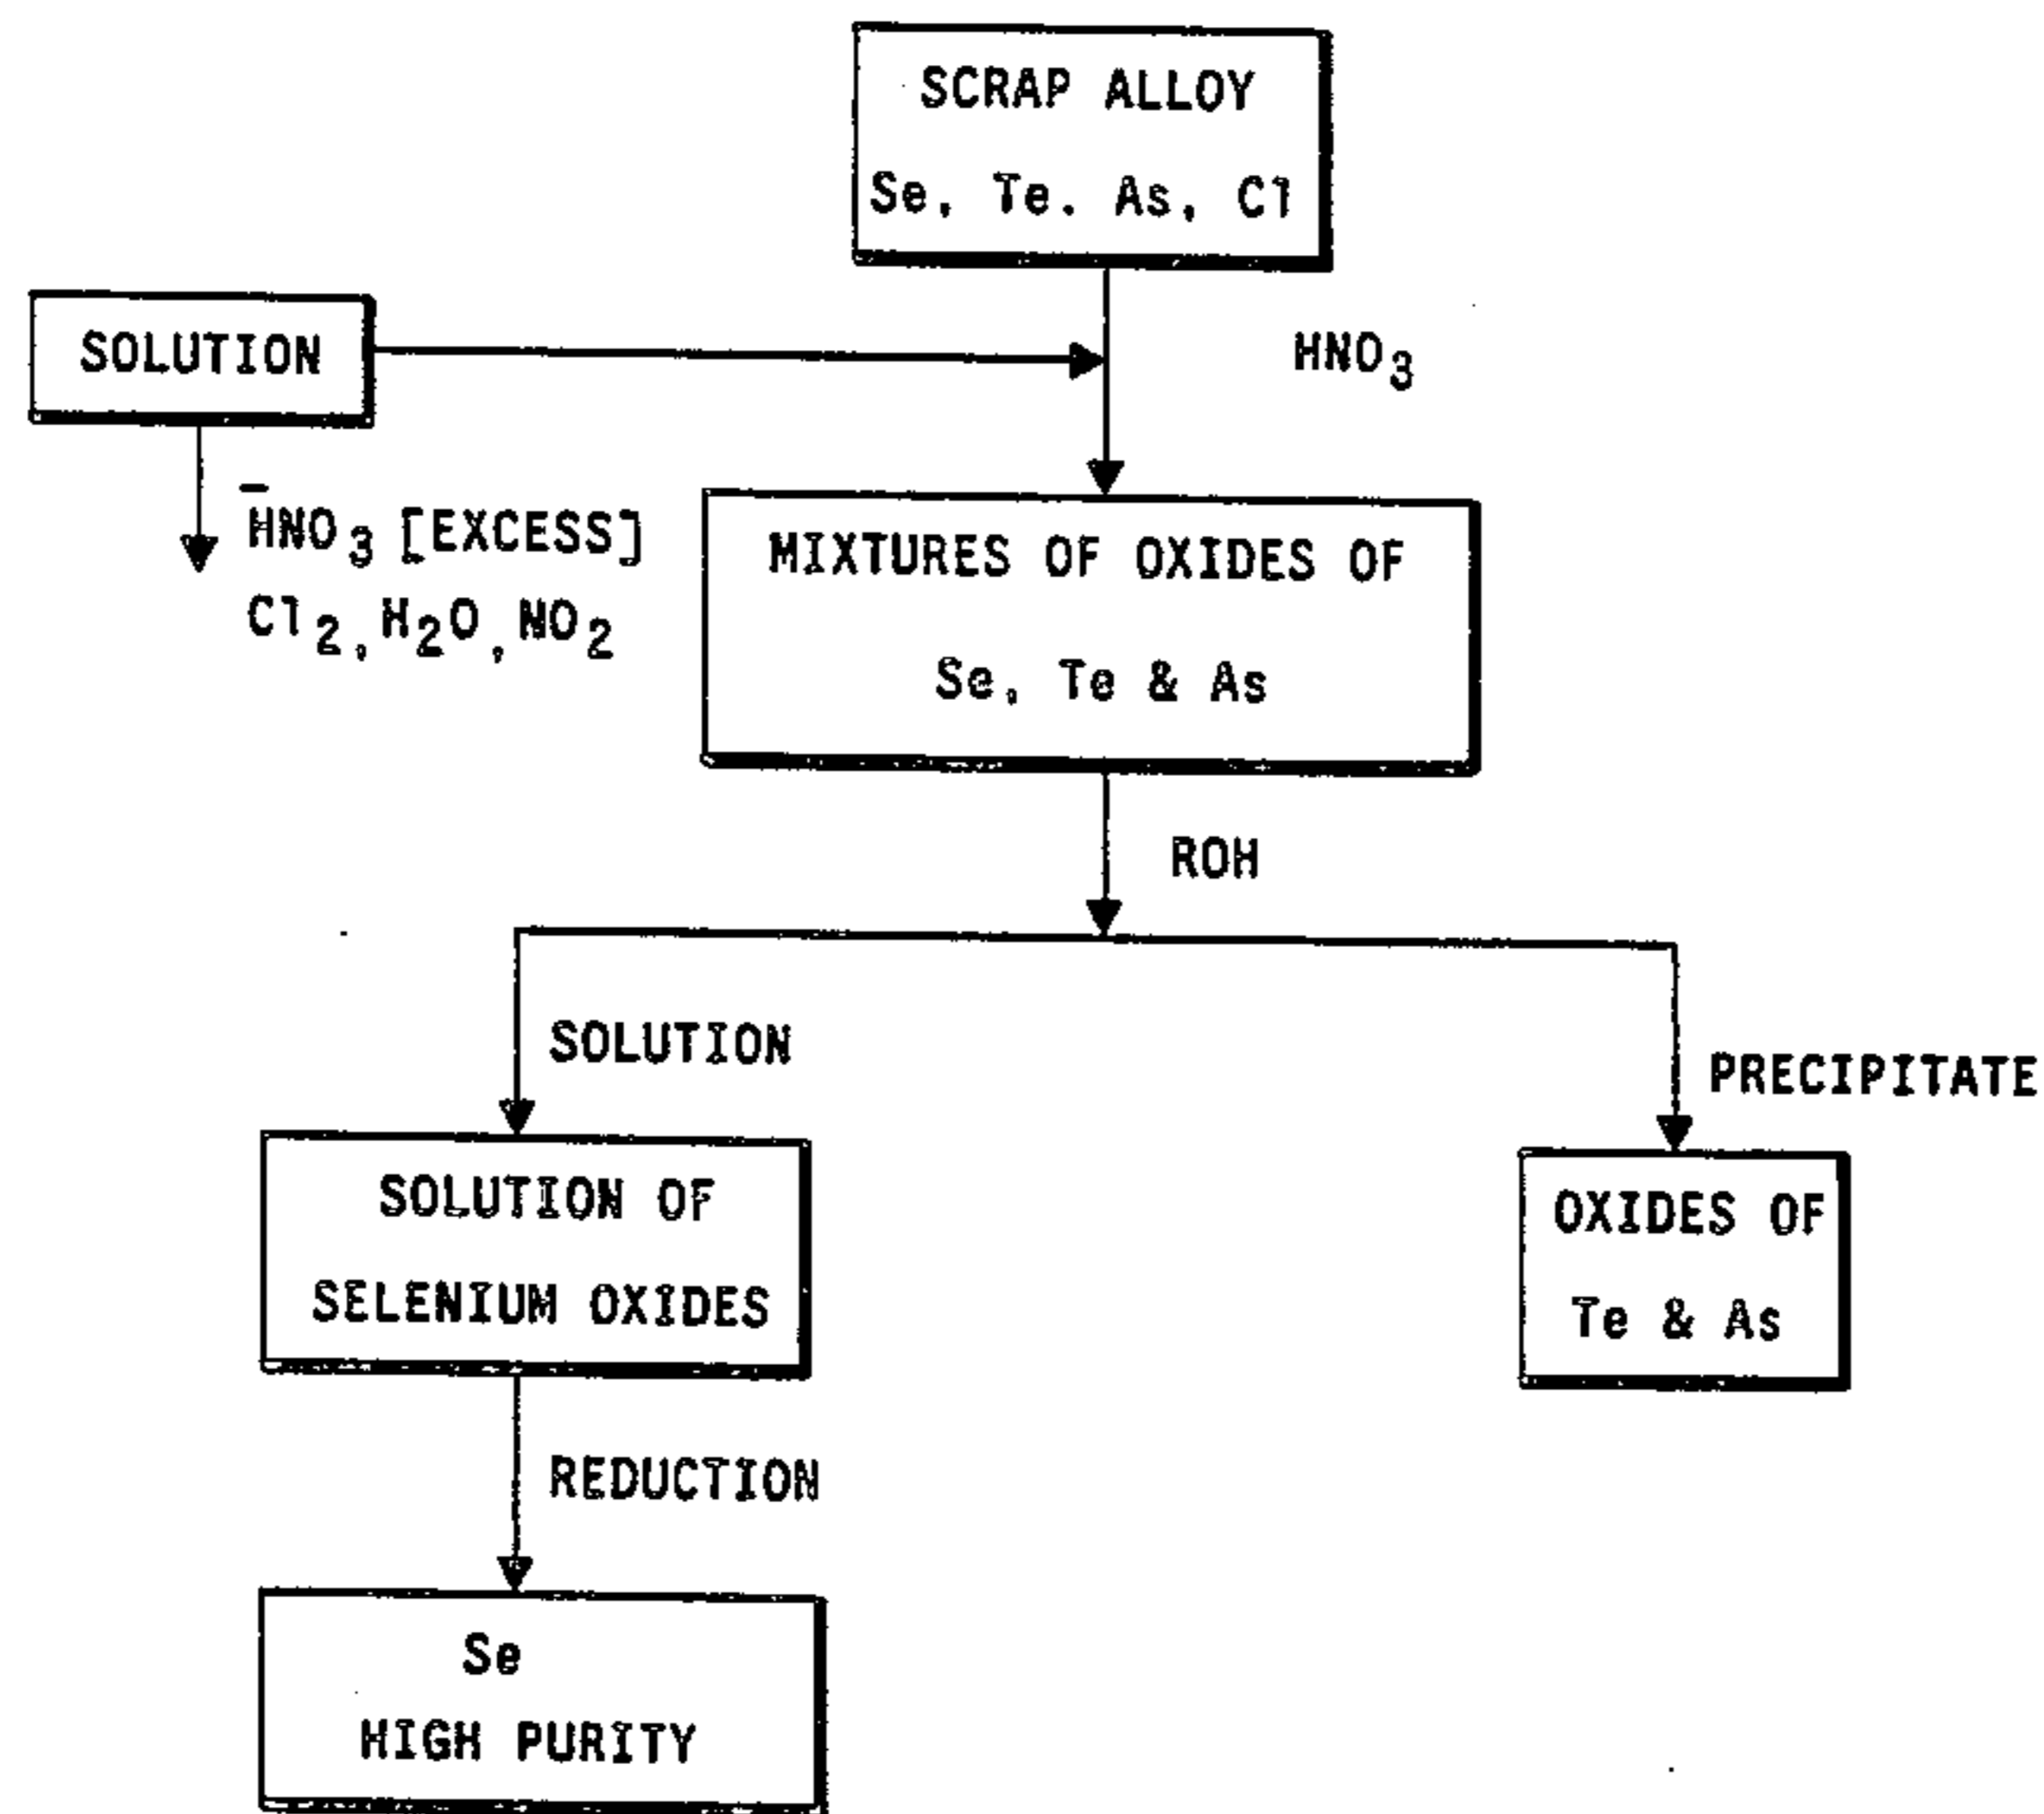 SCRAP ALLOY
Se, Te. As, Cl
SOLUTION
HNO3
HNO3 [EXCESS]
Cl2, H2O, NO2
MIXTURES OF OXIDES OF
Se, Te & As
ROH
SOLUTION
PRECIPITATE
SOLUTION OF
SELENIUM OXIDES
OXIDES OF
Te & As
REDUCTION
Se
HIGH PURITY